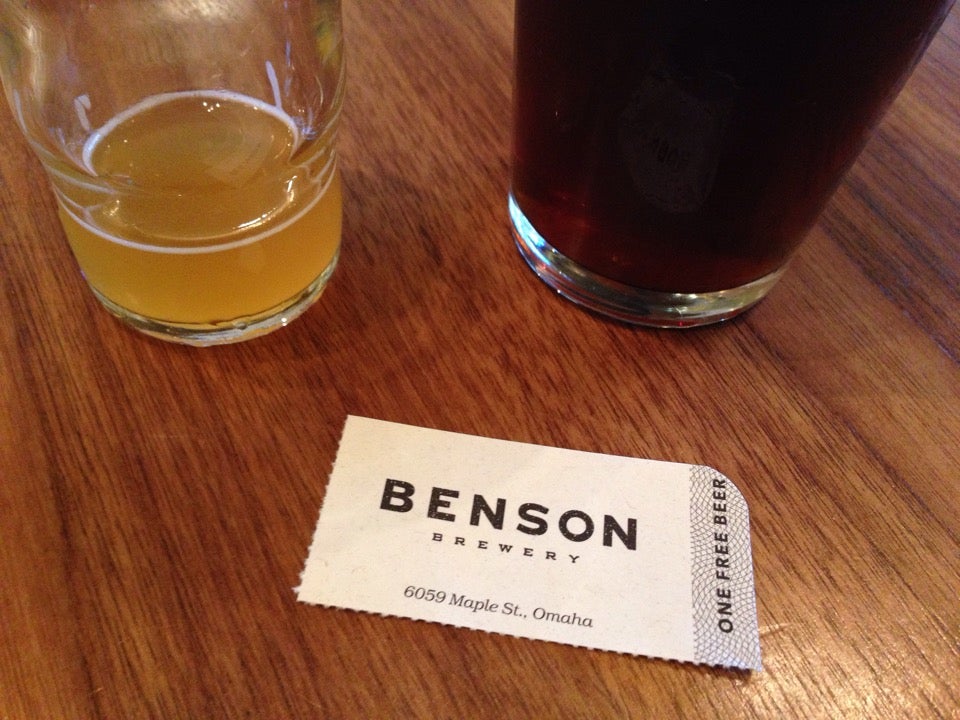 BENSON
BREWERY
6059 Maple St., Omaha
ONE FREE BEER